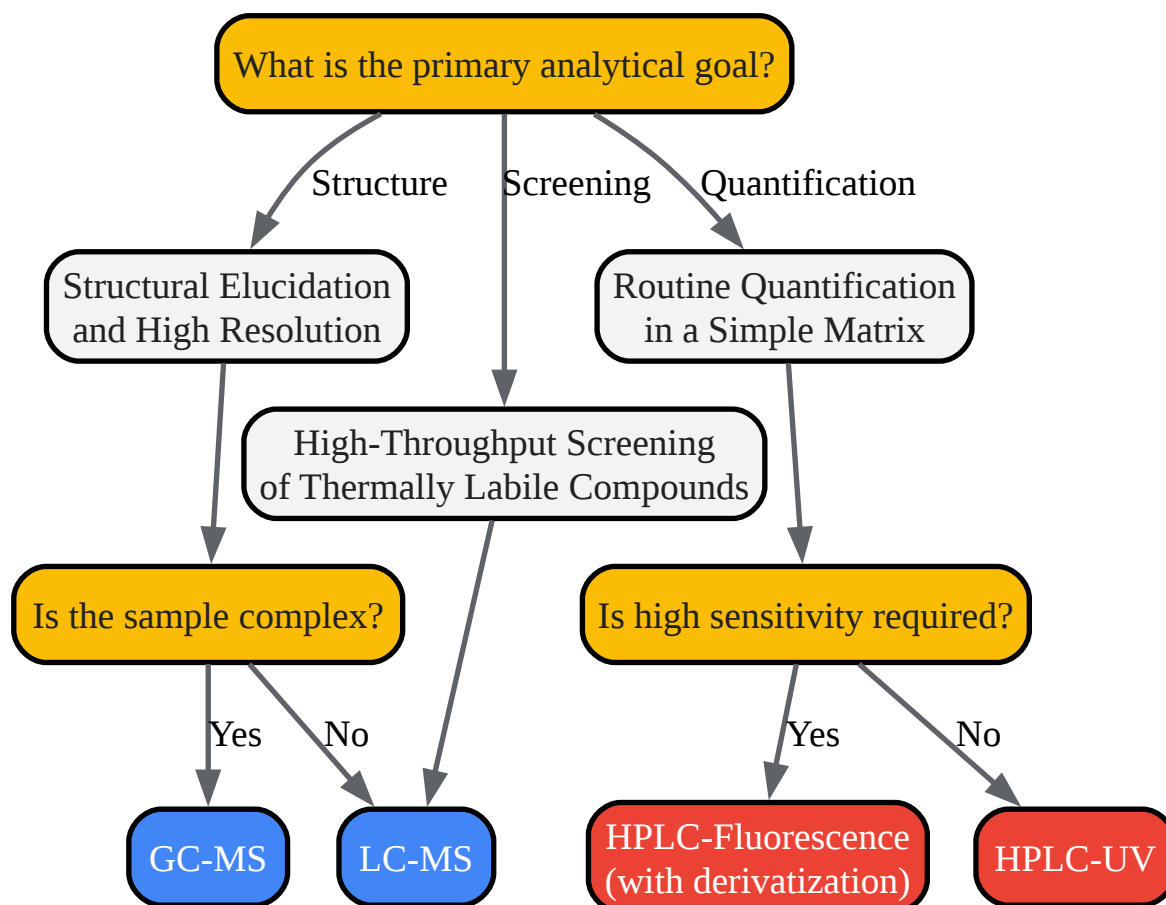 What is the primary analytical goal?
Structure
Screening
Quantification
Structural Elucidation
and High Resolution
Routine Quantification
in a Simple Matrix
High-Throughput Screening
of Thermally Labile Compounds
Is the sample complex?
Is high sensitivity required?
Yes
No
Yes
No
GC-MS
LC-MS
HPLC-Fluorescence
(with derivatization)
HPLC-UV